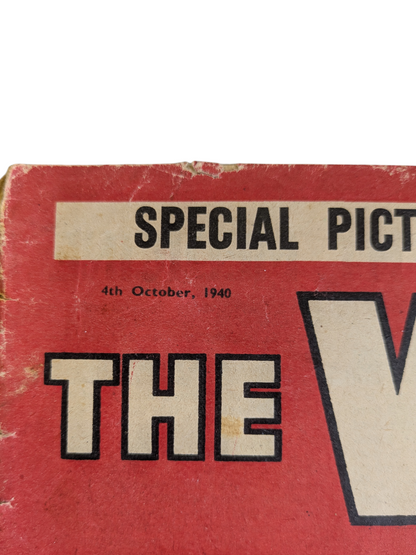 SPECIAL PICT
4th October, 1940
THE